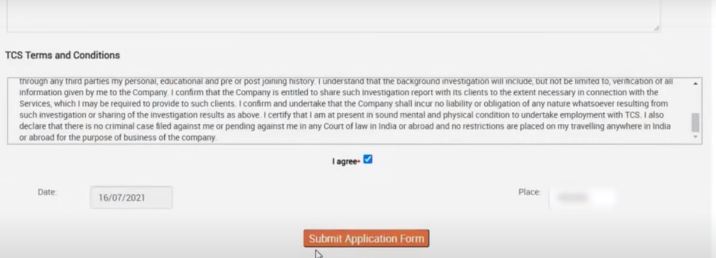 TCS Terms and Conditions
through any third parties my personal, educational and pre or post joining history. I understand that the background investigation will include, but not be limited to, verification of all
information given by me to the Company. I confirm that the Company is entitled to share such Investigation report with its clients to the extent necessary in connection with the
Services, which I may be required to provide to such clients. I confirm and undertake that the Company shall incur no liability or obligation of any nature whatsoever resulting from
such investigation or sharing of the investigation results as above. I certify that I am at present in sound mental and physical condition to undertake employment with TCS. I also
declare that there is no criminal case filed against me or pending against me in any Court of law in India or abroad and no restrictions are placed on my travelling anywhere in India
or abroad for the purpose of business of the company.
I agree*
Date: 16/07/2021 Place:
Submit Application Form